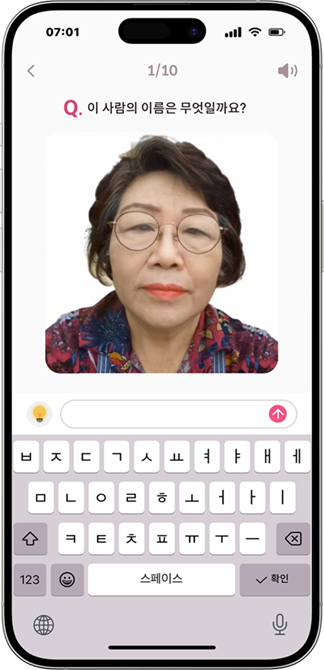 07:01
1/10
Q. 이 사람의 이름은 무엇일까요?
ㅂ ㅈ ㄷ ㄱ ㅅ ㅛ ㅕ ㅑ ㅐ ㅔ
ㅁ ㄴ ㅇ ㄹ ㅎ ㅗ ㅓ ㅏ ㅣ
ㅋ ㅌ ㅊ ㅍ ㅠ ㅜ ㅡ
123 스페이스 확인